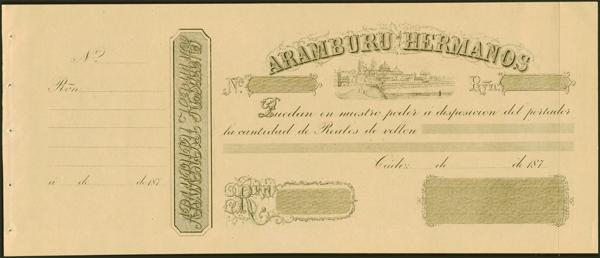 Nº
Rvn.
á de de 187
ARAMBURU HERMANOS
ARAMBURU HERMANOS
Nº. Rvn.
Quedan en nuestro poder a disposicion del portador
la cantidad de Reales de vellon
Cádiz de de 187
Rvn.